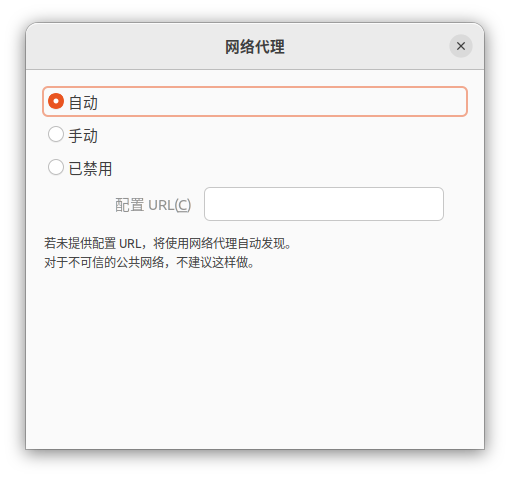 网络代理
自动
手动
已禁用
配置 URL(C)
若未提供配置 URL，将使用网络代理自动发现。
对于不可信的公共网络，不建议这样做。